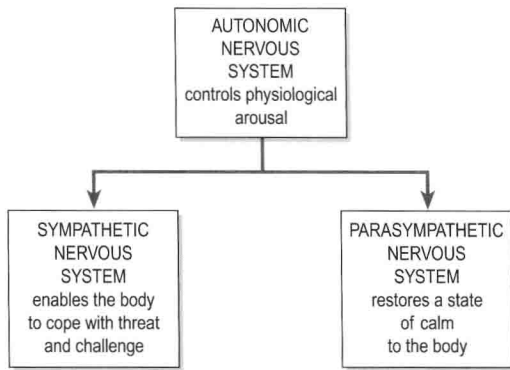 AUTONOMIC
NERVOUS
SYSTEM
controls physiological
arousal
SYMPATHETIC
NERVOUS
SYSTEM
enables the body
to cope with threat
and challenge
PARASYMPATHETIC
NERVOUS
SYSTEM
restores a state
of calm
to the body